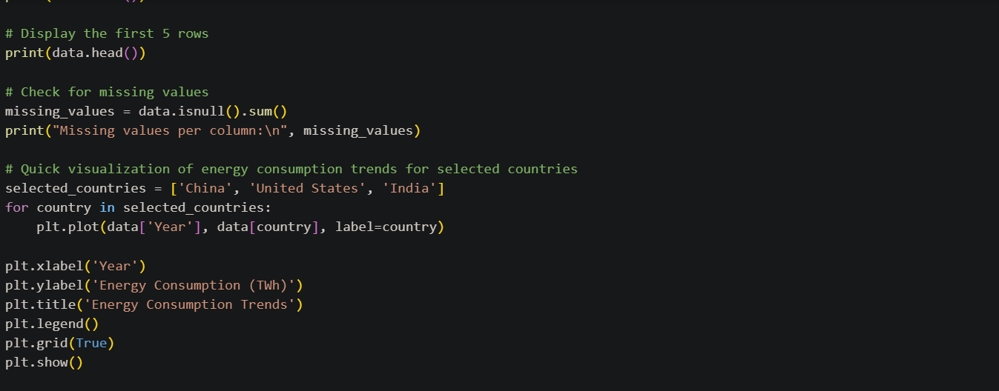 # Display the first 5 rows
print(data.head())
# Check for missing values
missing_values = data.isnull().sum()
print("Missing values per column:\n", missing_values)
# Quick visualization of energy consumption trends for selected countries
selected_countries = ['China', 'United States', 'India']
for country in selected_countries:
    plt.plot(data['Year'], data[country], label=country)
plt.xlabel('Year')
plt.ylabel('Energy Consumption (TWh)')
plt.title('Energy Consumption Trends')
plt.legend()
plt.grid(True)
plt.show()